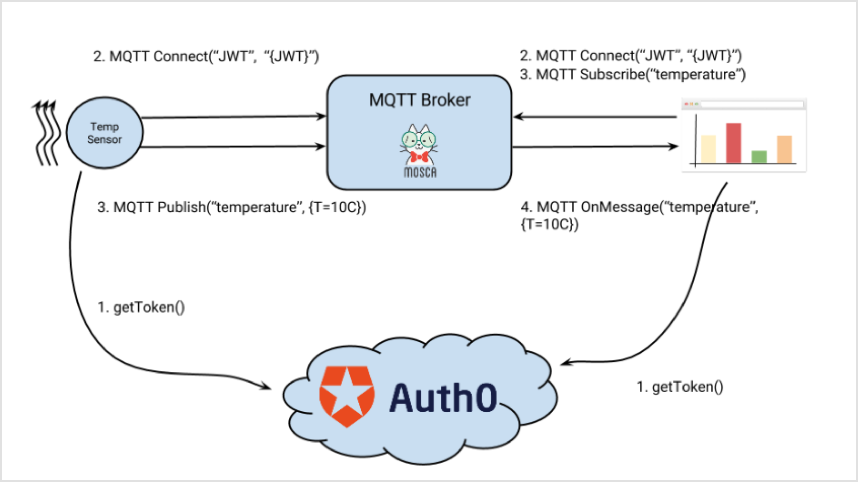 2. MQTT Connect(“JWT”, “{JWT}”)
2. MQTT Connect(“JWT”, “{JWT}”)
3. MQTT Subscribe(“temperature”)
MQTT Broker
Temp
Sensor
MOSCA
3. MQTT Publish(“temperature”, {T=10C})
4. MQTT OnMessage(“temperature”,
{T=10C})
1. getToken()
Auth0
1. getToken()